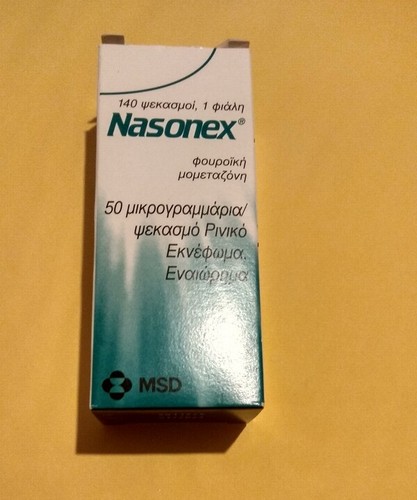 140 ψεκασμοί, 1 φιάλη
Nasonex®
φουροϊκή
μομεταζόνη
50 μικρογραμμάρια/
ψεκασμό Ρινικό
Εκνέφωμα,
Εναιώρημα
MSD